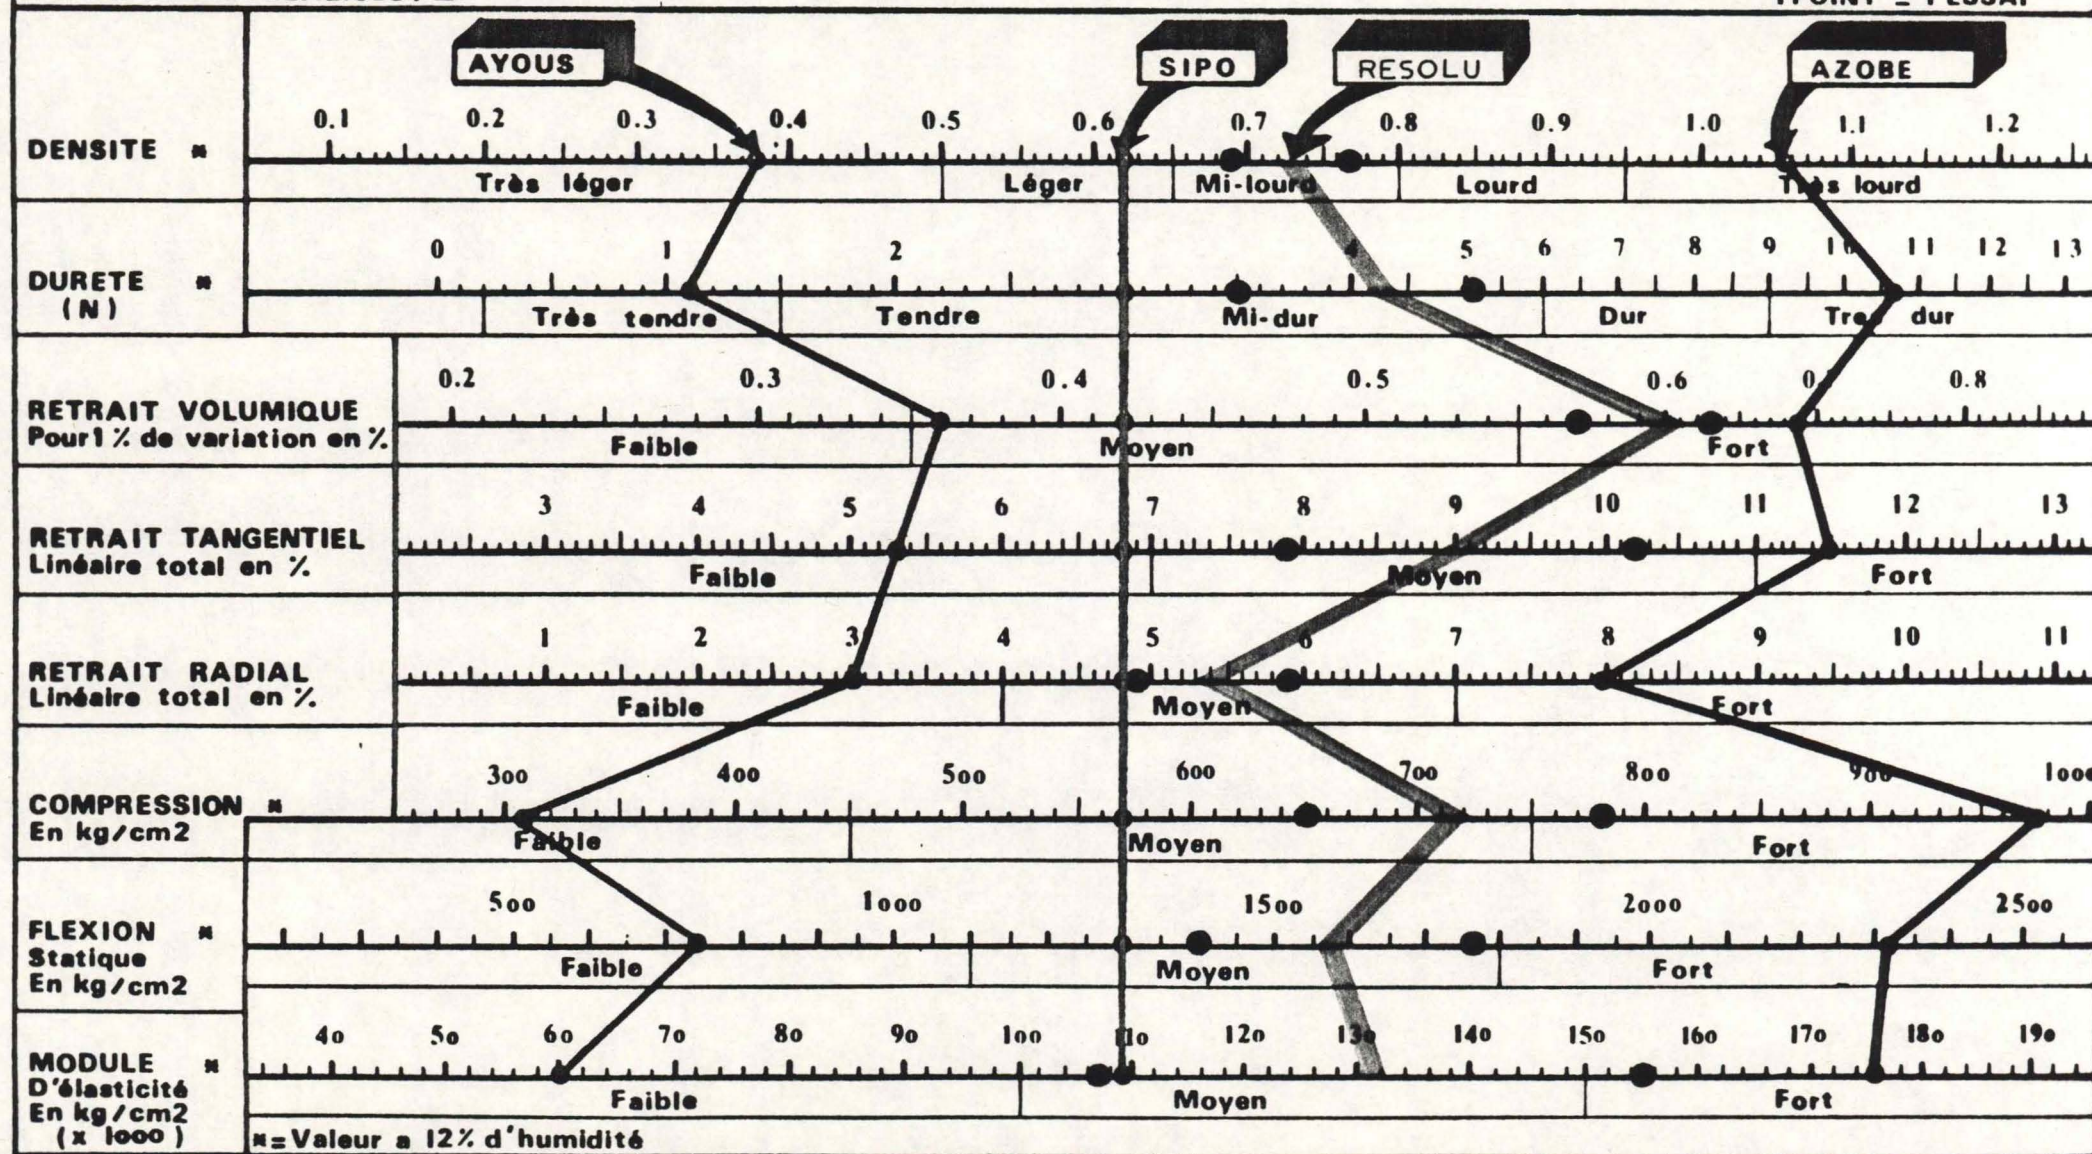 AYOUS SIPO RESOLU AZOBE
0.1 0.2 0.3 0.4 0.5 0.6 0.7 0.8 0.9 1.0 1.1 1.2
DENSITE *
Très léger Léger Mi-lourd Lourd Très lourd
0 1 2 4 5 6 7 8 9 10 11 12 13
DURETE *
(N)
Très tendre Tendre Mi-dur Dur Tres dur
0.2 0.3 0.4 0.5 0.6 0.8
RETRAIT VOLUMIQUE
Pour 1 % de variation en %
Faible Moyen Fort
3 4 5 6 7 8 9 10 11 12 13
RETRAIT TANGENTIEL
Linéaire total en %
Faible Moyen Fort
1 2 3 4 5 6 7 8 9 10 11
RETRAIT RADIAL
Linéaire total en %
Faible Moyen Fort
300 400 500 600 700 800 900 1000
COMPRESSION *
En kg/cm2
Faible Moyen Fort
500 1000 1500 2000 2500
FLEXION *
Statique
En kg/cm2
Faible Moyen Fort
40 50 60 70 80 90 100 110 120 130 140 150 160 170 180 190
MODULE *
D'élasticité
En kg/cm2
(x 1000)
Faible Moyen Fort
*=Valeur a 12% d'humidité